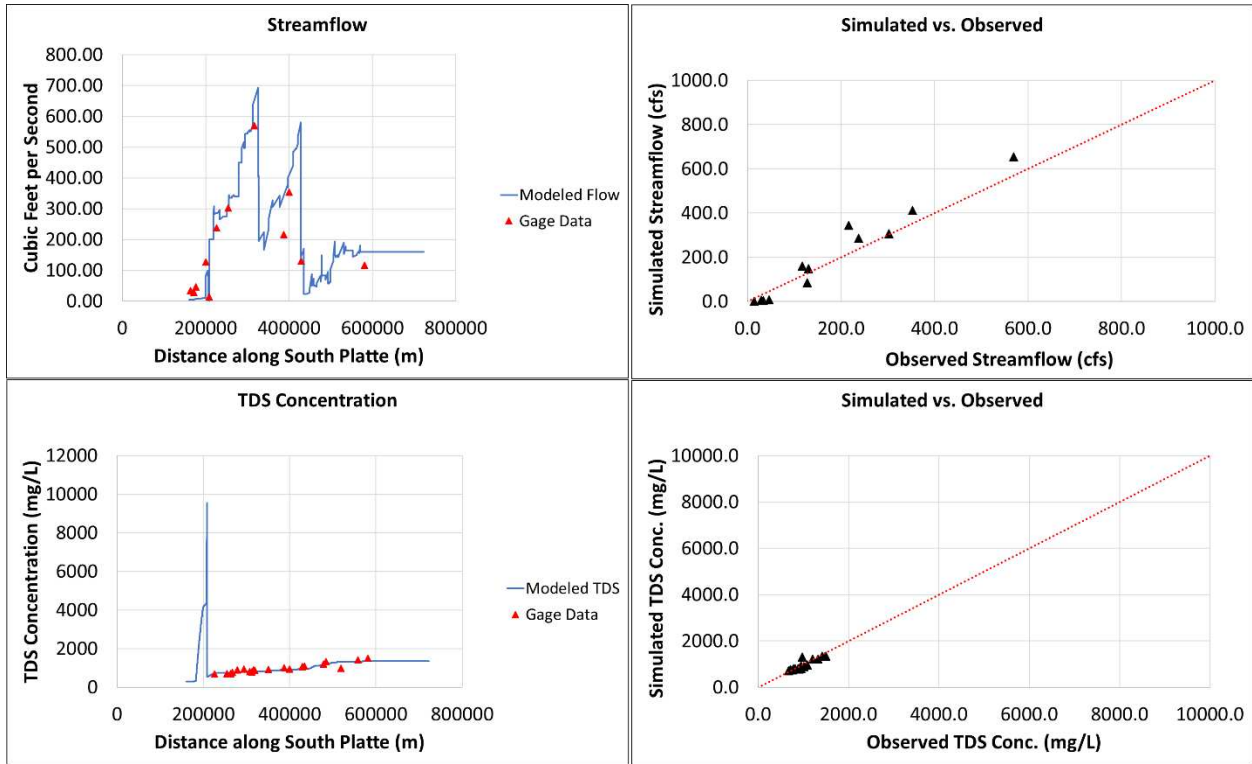 Streamflow
Cubic Feet per Second
800.00
700.00
600.00
500.00
400.00
300.00
200.00
100.00
0.00
0 200000 400000 600000 800000
Distance along South Platte (m)
Modeled Flow
Gage Data
Simulated vs. Observed
Simulated Streamflow (cfs)
1000.0
800.0
600.0
400.0
200.0
0.0
0.0 200.0 400.0 600.0 800.0 1000.0
Observed Streamflow (cfs)
TDS Concentration
TDS Concentration (mg/L)
12000
10000
8000
6000
4000
2000
0
0 200000 400000 600000 800000
Distance along South Platte (m)
Modeled TDS
Gage Data
Simulated vs. Observed
Simulated TDS Conc. (mg/L)
10000.0
8000.0
6000.0
4000.0
2000.0
0.0
0.0 2000.0 4000.0 6000.0 8000.0 10000.0
Observed TDS Conc. (mg/L)